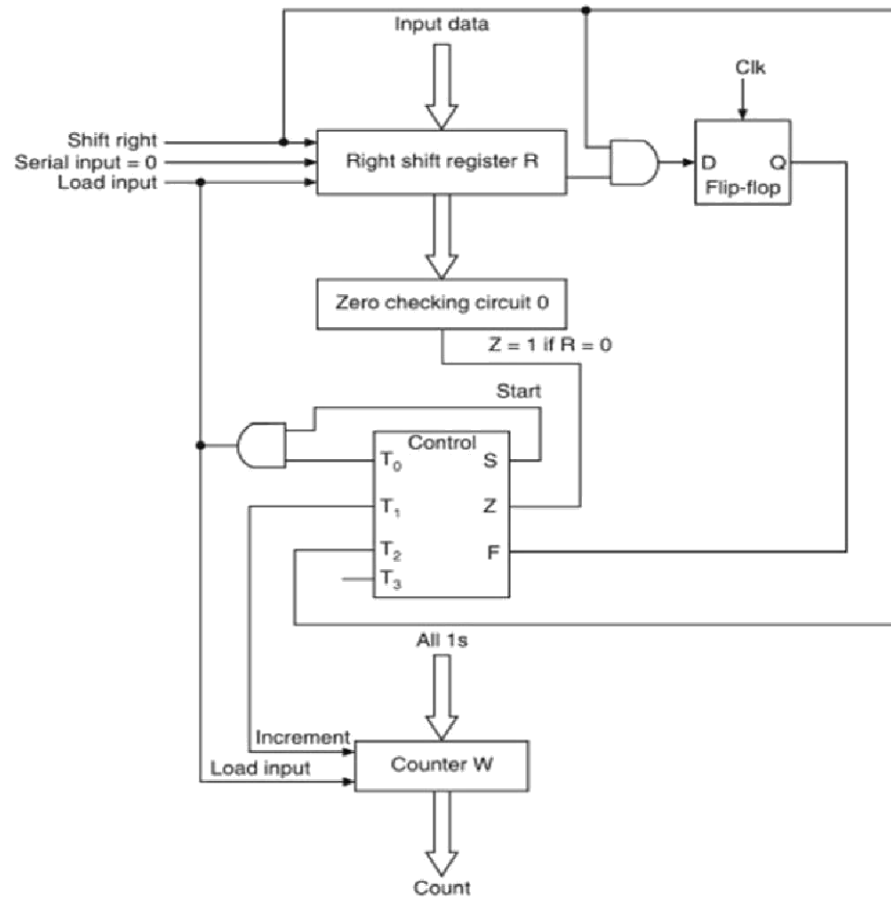 Input data
Clk
Shift right
Serial input = 0
Load input
Right shift register R
D
Q
Flip-flop
Zero checking circuit 0
Z = 1 if R = 0
Start
Control
T0
S
T1
Z
T2
F
T3
All 1s
Increment
Load input
Counter W
Count